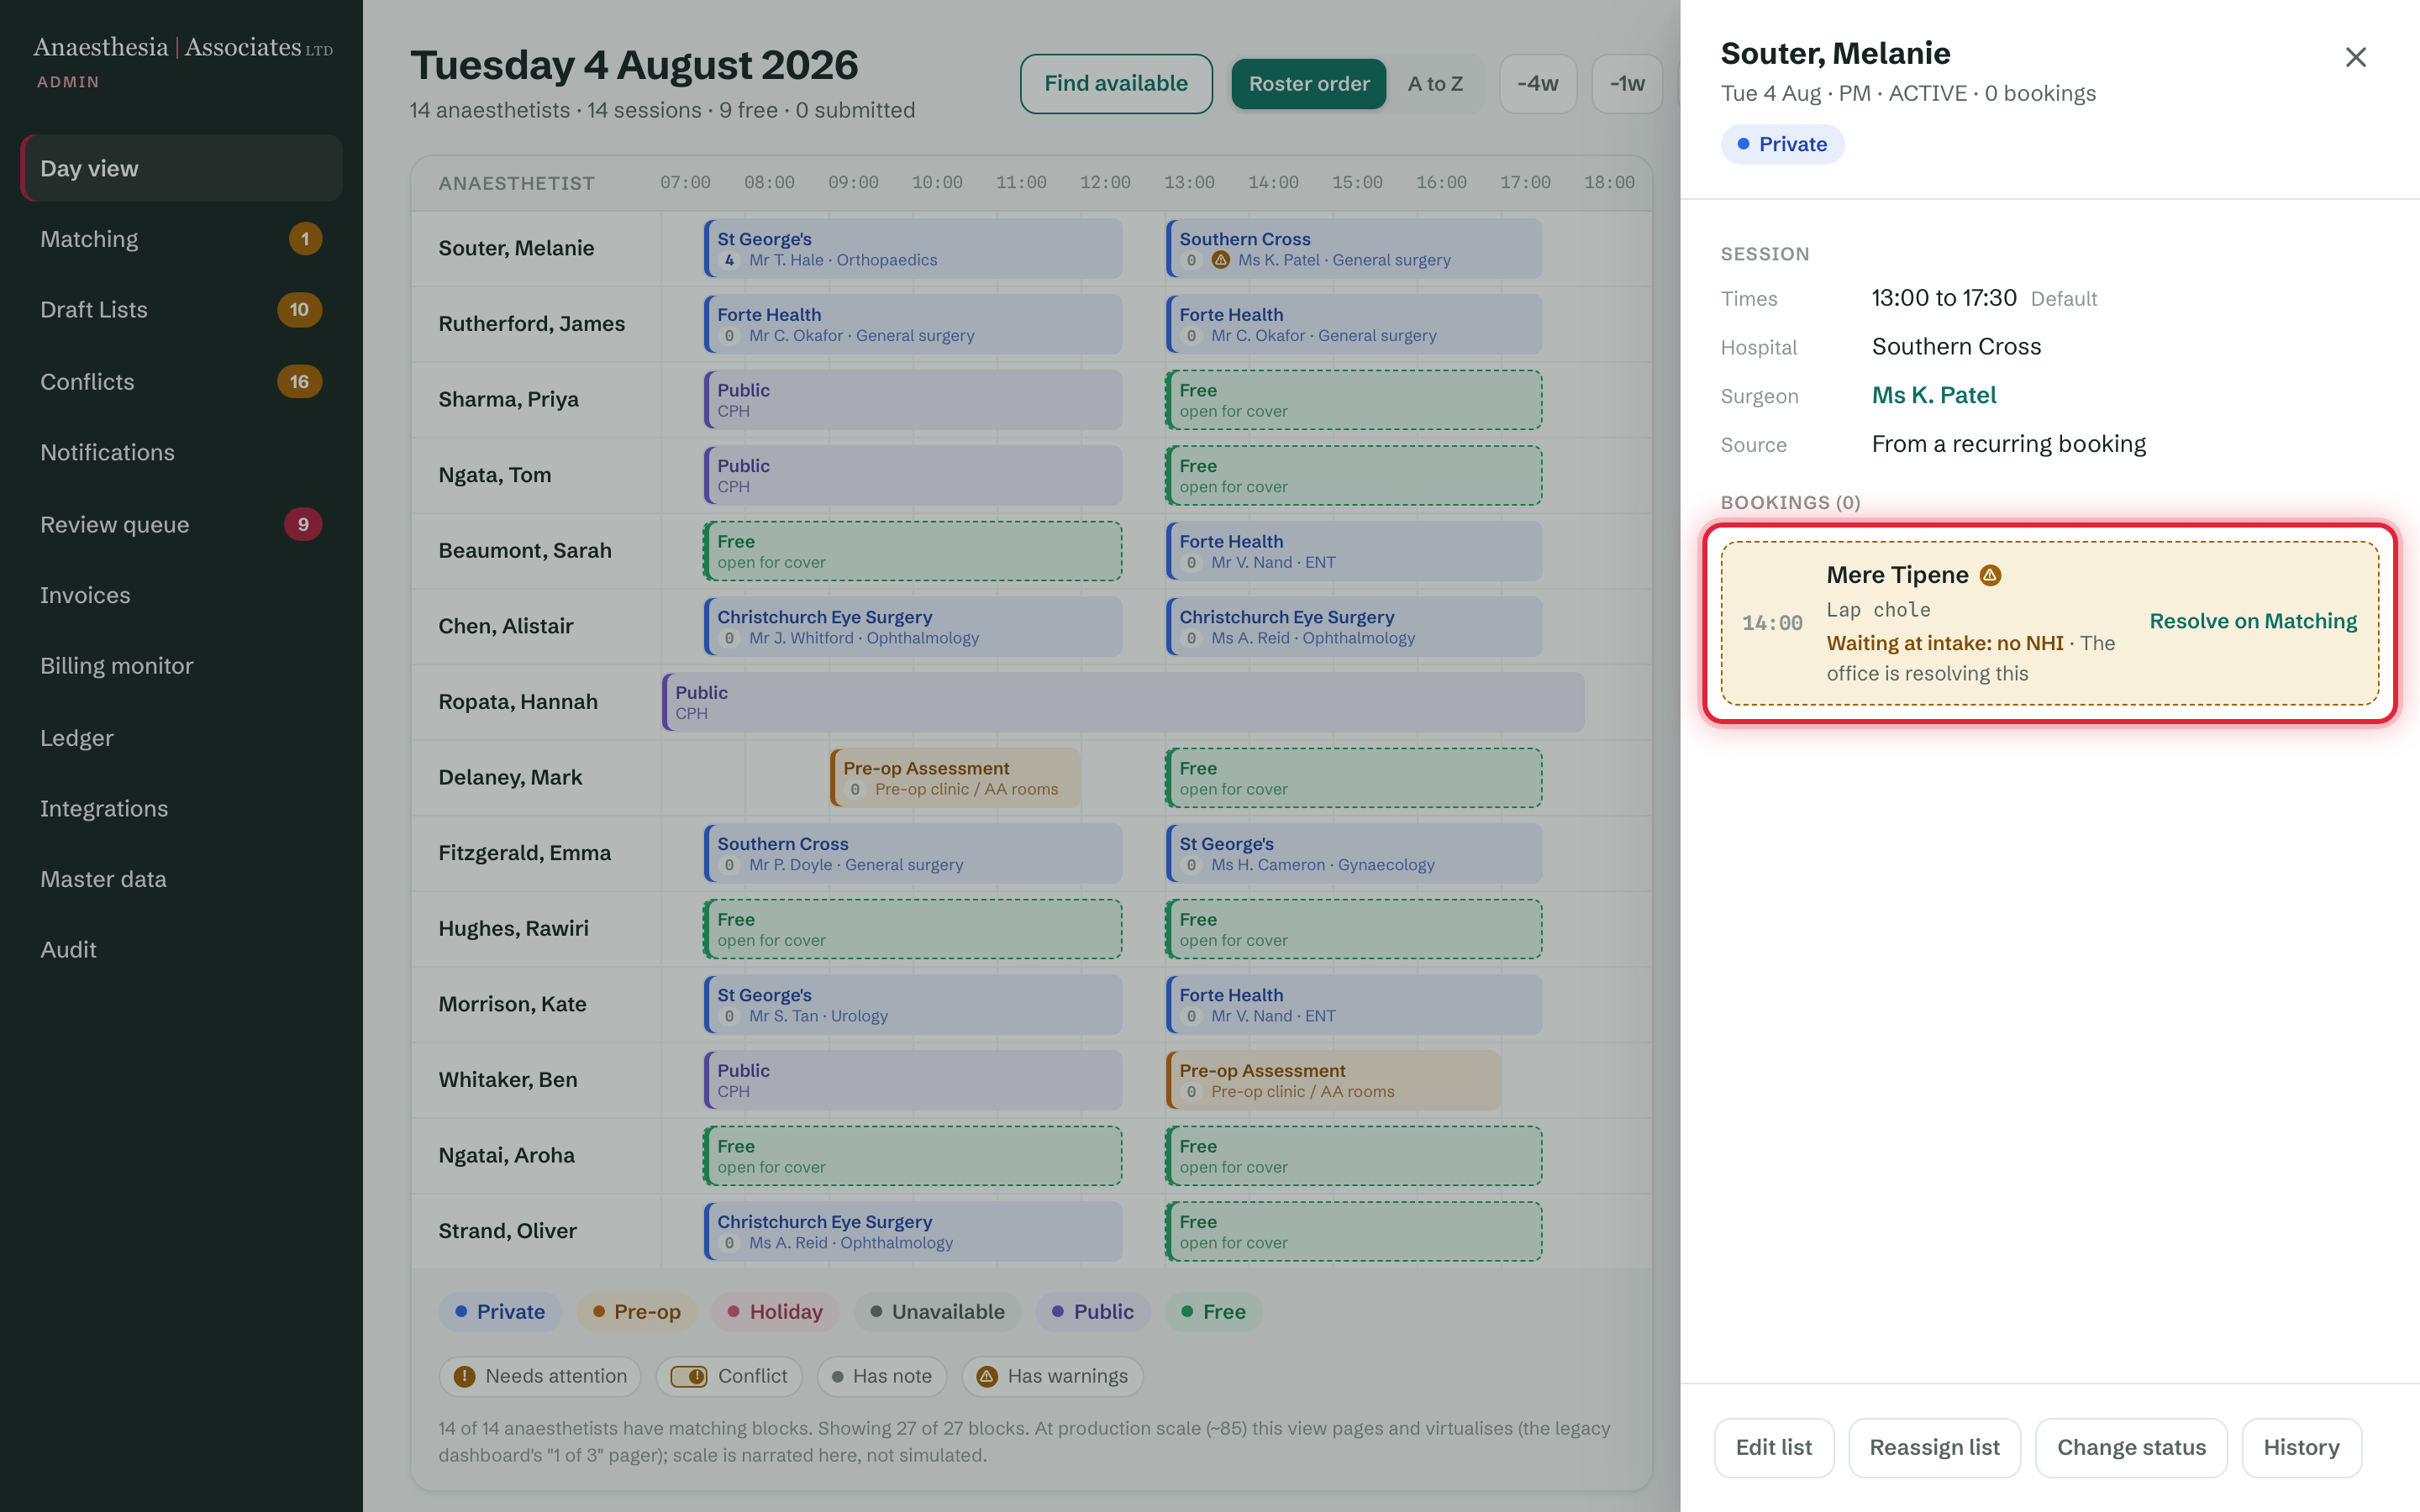 Anaesthesia | Associates LTD
ADMIN
Day view
Matching 1
Draft Lists 10
Conflicts 16
Notifications
Review queue 9
Invoices
Billing monitor
Ledger
Integrations
Master data
Audit
Tuesday 4 August 2026
14 anaesthetists · 14 sessions · 9 free · 0 submitted
Find available
Roster order
A to Z
-4w
-1w
ANAESTHETIST 07:00 08:00 09:00 10:00 11:00 12:00 13:00 14:00 15:00 16:00 17:00 18:00
Souter, Melanie
St George's
4 Mr T. Hale · Orthopaedics
Southern Cross
0 Ms K. Patel · General surgery
Rutherford, James
Forte Health
0 Mr C. Okafor · General surgery
Forte Health
0 Mr C. Okafor · General surgery
Sharma, Priya
Public
CPH
Free
open for cover
Ngata, Tom
Public
CPH
Free
open for cover
Beaumont, Sarah
Free
open for cover
Forte Health
0 Mr V. Nand · ENT
Chen, Alistair
Christchurch Eye Surgery
0 Mr J. Whitford · Ophthalmology
Christchurch Eye Surgery
0 Ms A. Reid · Ophthalmology
Ropata, Hannah
Public
CPH
Delaney, Mark
Pre-op Assessment
0 Pre-op clinic / AA rooms
Free
open for cover
Fitzgerald, Emma
Southern Cross
0 Mr P. Doyle · General surgery
St George's
0 Ms H. Cameron · Gynaecology
Hughes, Rawiri
Free
open for cover
Free
open for cover
Morrison, Kate
St George's
0 Mr S. Tan · Urology
Forte Health
0 Mr V. Nand · ENT
Whitaker, Ben
Public
CPH
Pre-op Assessment
0 Pre-op clinic / AA rooms
Ngatai, Aroha
Free
open for cover
Free
open for cover
Strand, Oliver
Christchurch Eye Surgery
0 Ms A. Reid · Ophthalmology
Free
open for cover
Private
Pre-op
Holiday
Unavailable
Public
Free
Needs attention
Conflict
Has note
Has warnings
14 of 14 anaesthetists have matching blocks. Showing 27 of 27 blocks. At production scale (~85) this view pages and virtualises (the legacy
dashboard's "1 of 3" pager); scale is narrated here, not simulated.
Souter, Melanie
Tue 4 Aug · PM · ACTIVE · 0 bookings
Private
SESSION
Times 13:00 to 17:30 Default
Hospital Southern Cross
Surgeon Ms K. Patel
Source From a recurring booking
BOOKINGS (0)
14:00
Mere Tipene
Lap chole
Waiting at intake: no NHI · The
office is resolving this
Resolve on Matching
Edit list
Reassign list
Change status
History